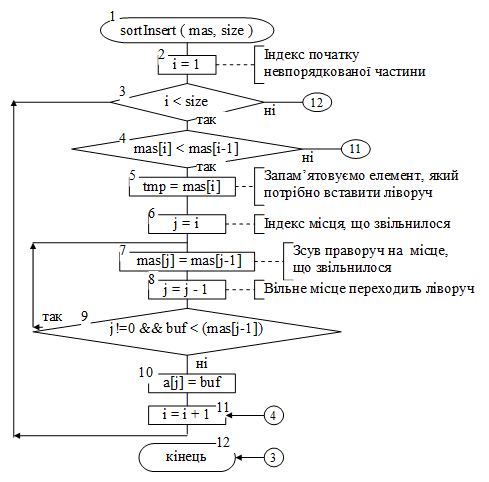 1
sortInsert ( mas, size )
2
i = 1
Індекс початку
невпорядкованої частини
3
i < size
ні
12
так
4
mas[i] < mas[i-1]
ні
11
так
5
tmp = mas[i]
Запам’ятовуємо елемент, який
потрібно вставити ліворуч
6
j = i
Індекс місця, що звільнилося
7
mas[j] = mas[j-1]
Зсув праворуч на місце,
що звільнилося
8
j = j - 1
Вільне місце переходить ліворуч
так
9
j !=0 && buf < (mas[j-1])
ні
10
a[j] = buf
11
i = i + 1
4
12
кінець
3